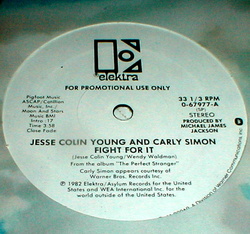 elektra
FOR PROMOTIONAL USE ONLY
Pigfoot Music
ASCAP/Cotillion
Music, Inc./
Moon And Stars
Music BMI
Intro :17
Time 3:58
Close Fade
33 1/3 RPM
0-67977-A
(SP)
STEREO
PRODUCED BY
MICHAEL JAMES
JACKSON
JESSE COLIN YOUNG AND CARLY SIMON
FIGHT FOR IT
(Jesse Colin Young/Wendy Waldman)
From the album "The Perfect Stranger"
Carly Simon appears courtesy of
Warner Bros. Records Inc.
℗ 1982 Elektra/Asylum Records for the
United States and WEA International Inc. for the
world outside of the United States.